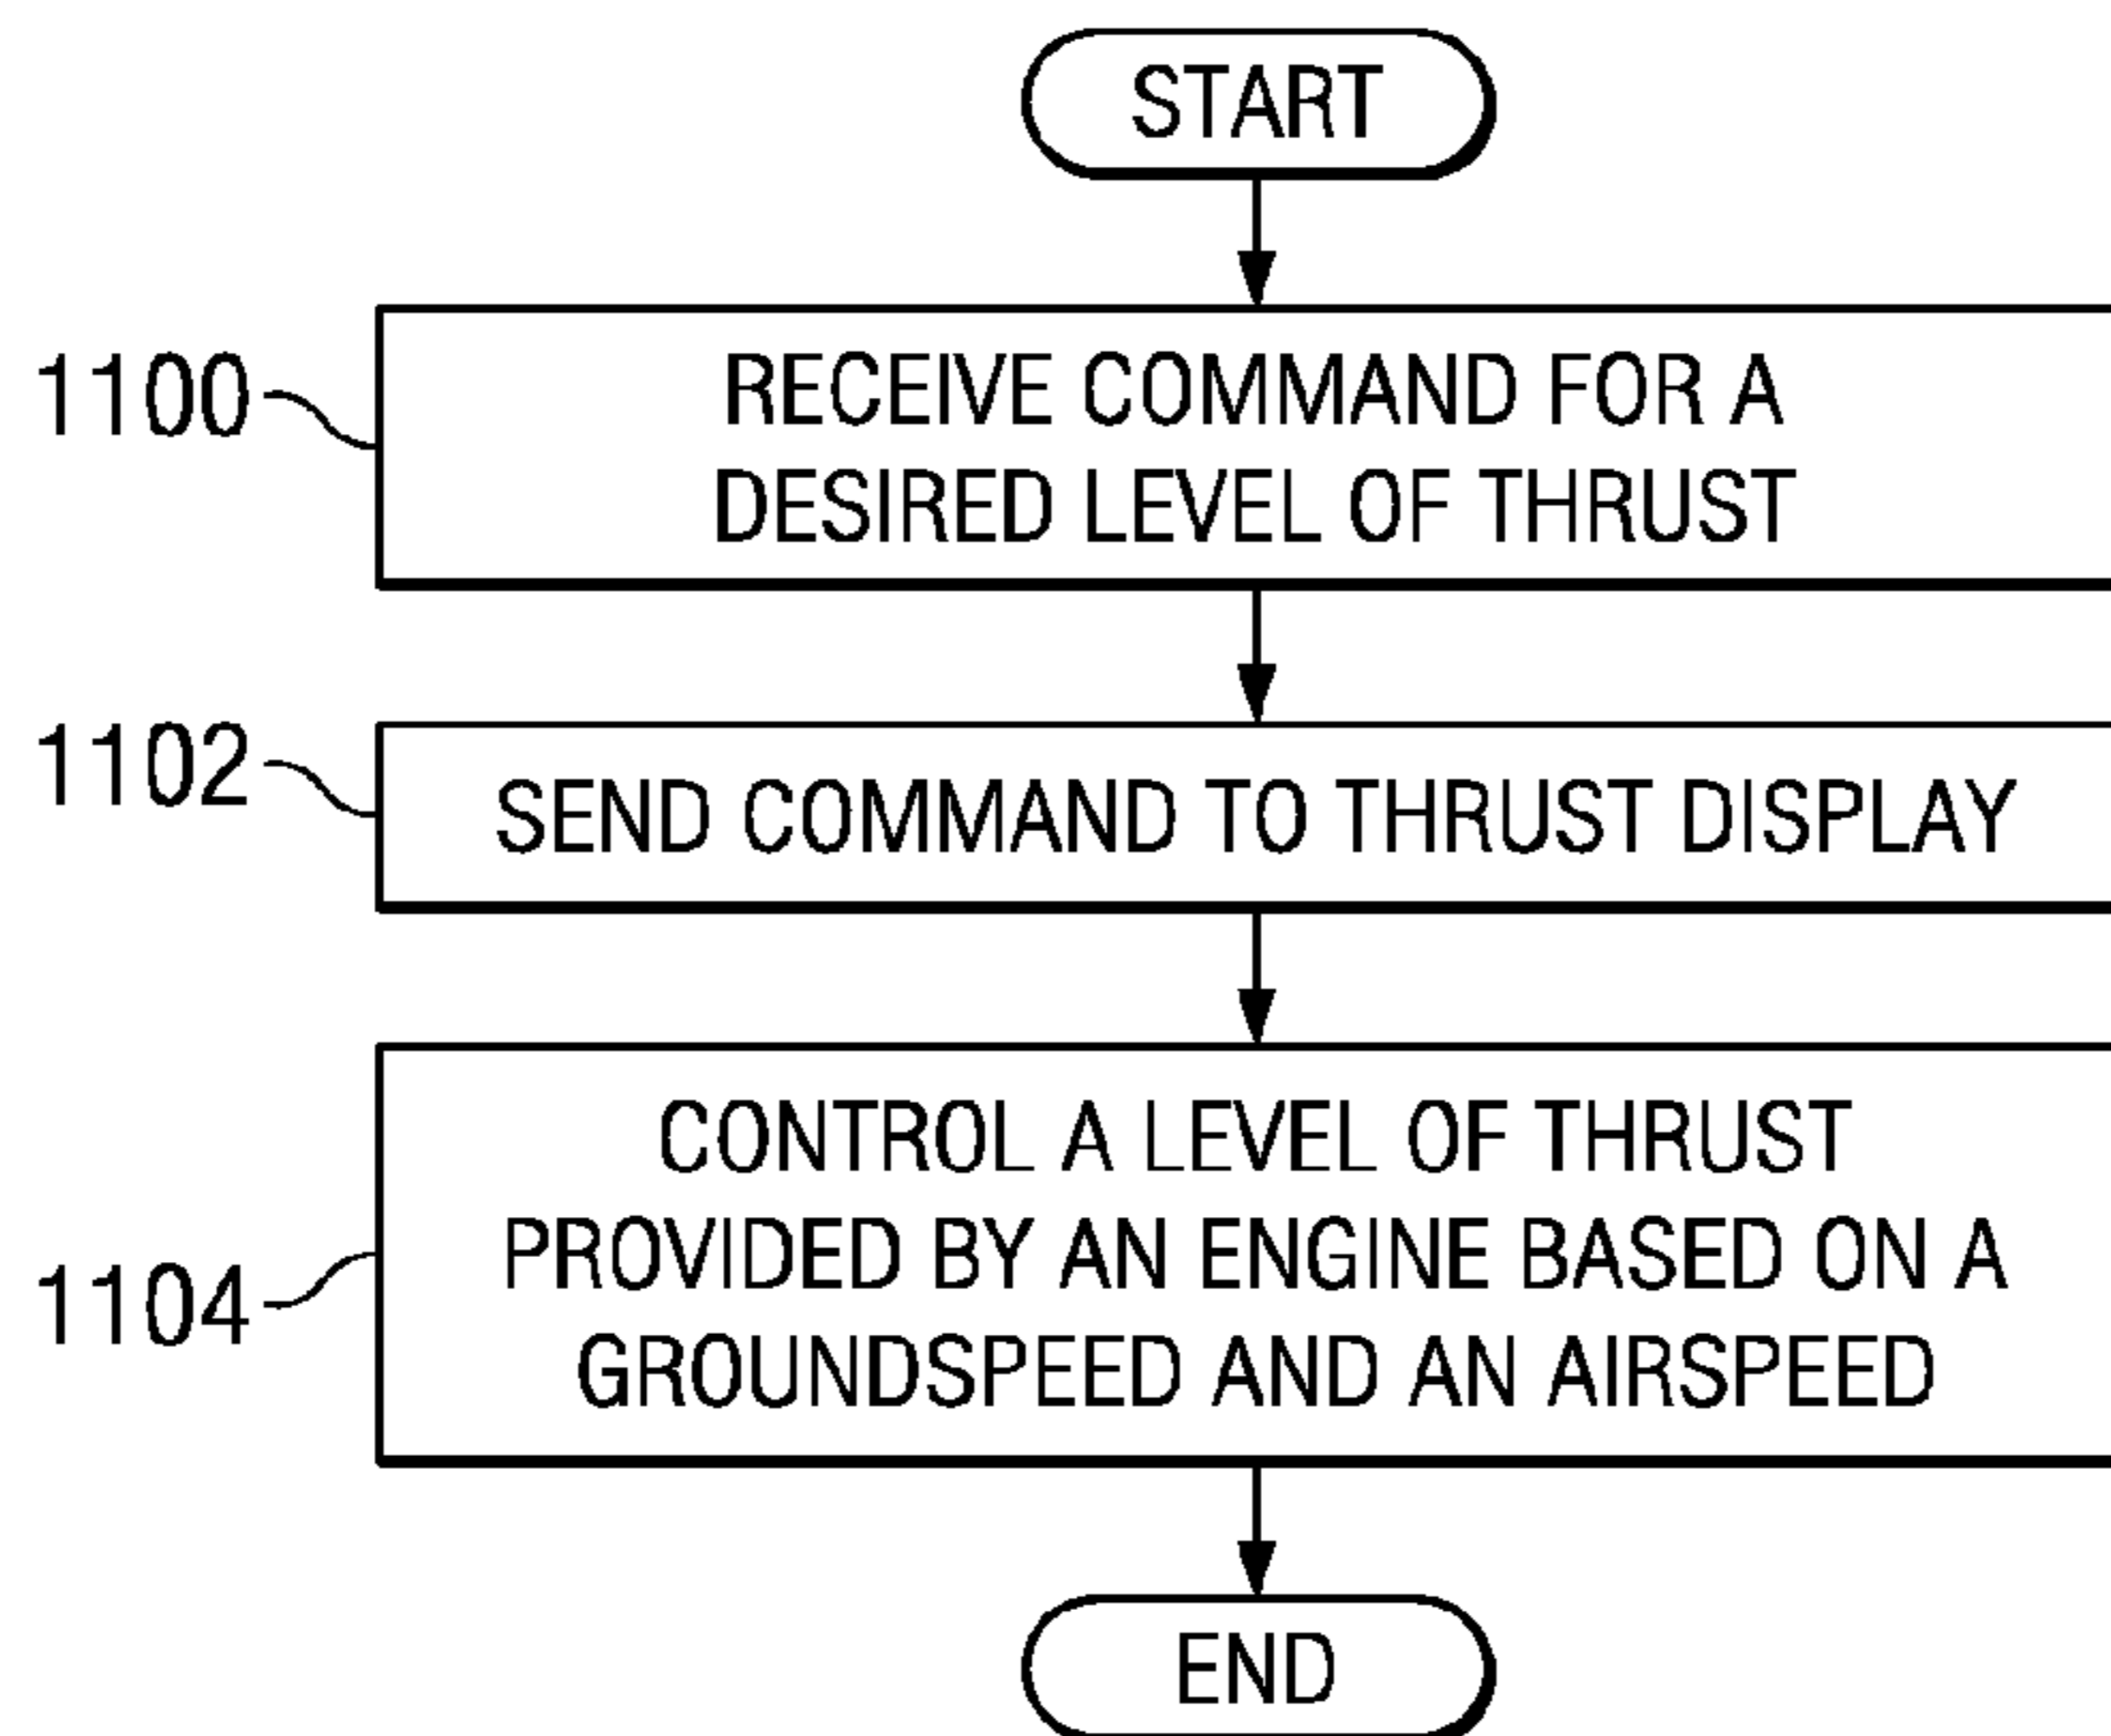 START
1100
RECEIVE COMMAND FOR A
DESIRED LEVEL OF THRUST
1102
SEND COMMAND TO THRUST DISPLAY
1104
CONTROL A LEVEL OF THRUST
PROVIDED BY AN ENGINE BASED ON A
GROUNDSPEED AND AN AIRSPEED
END